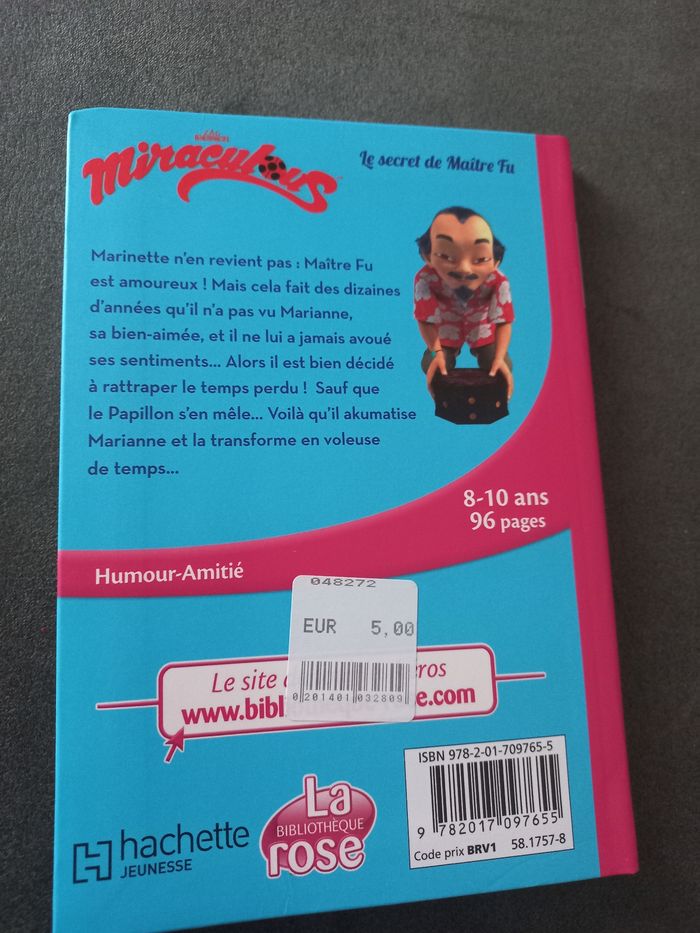 Miraculous
Le secret de Maître Fu
Marinette n'en revient pas : Maître Fu
est amoureux ! Mais cela fait des dizaines
d'années qu'il n'a pas vu Marianne,
sa bien-aimée, et il ne lui a jamais avoué
ses sentiments... Alors il est bien décidé
à rattraper le temps perdu ! Sauf que
le Papillon s'en mêle... Voilà qu'il akumatise
Marianne et la transforme en voleuse
de temps...
8-10 ans
96 pages
Humour-Amitié
048272
EUR 5,00
0 201401 032809
Le site
www.bibl
.com
ISBN 978-2-01-709765-5
9 782017 097655
Code prix BRV1 58.1757-8
hachette
JEUNESSE
La
BIBLIOTHÈQUE
rose